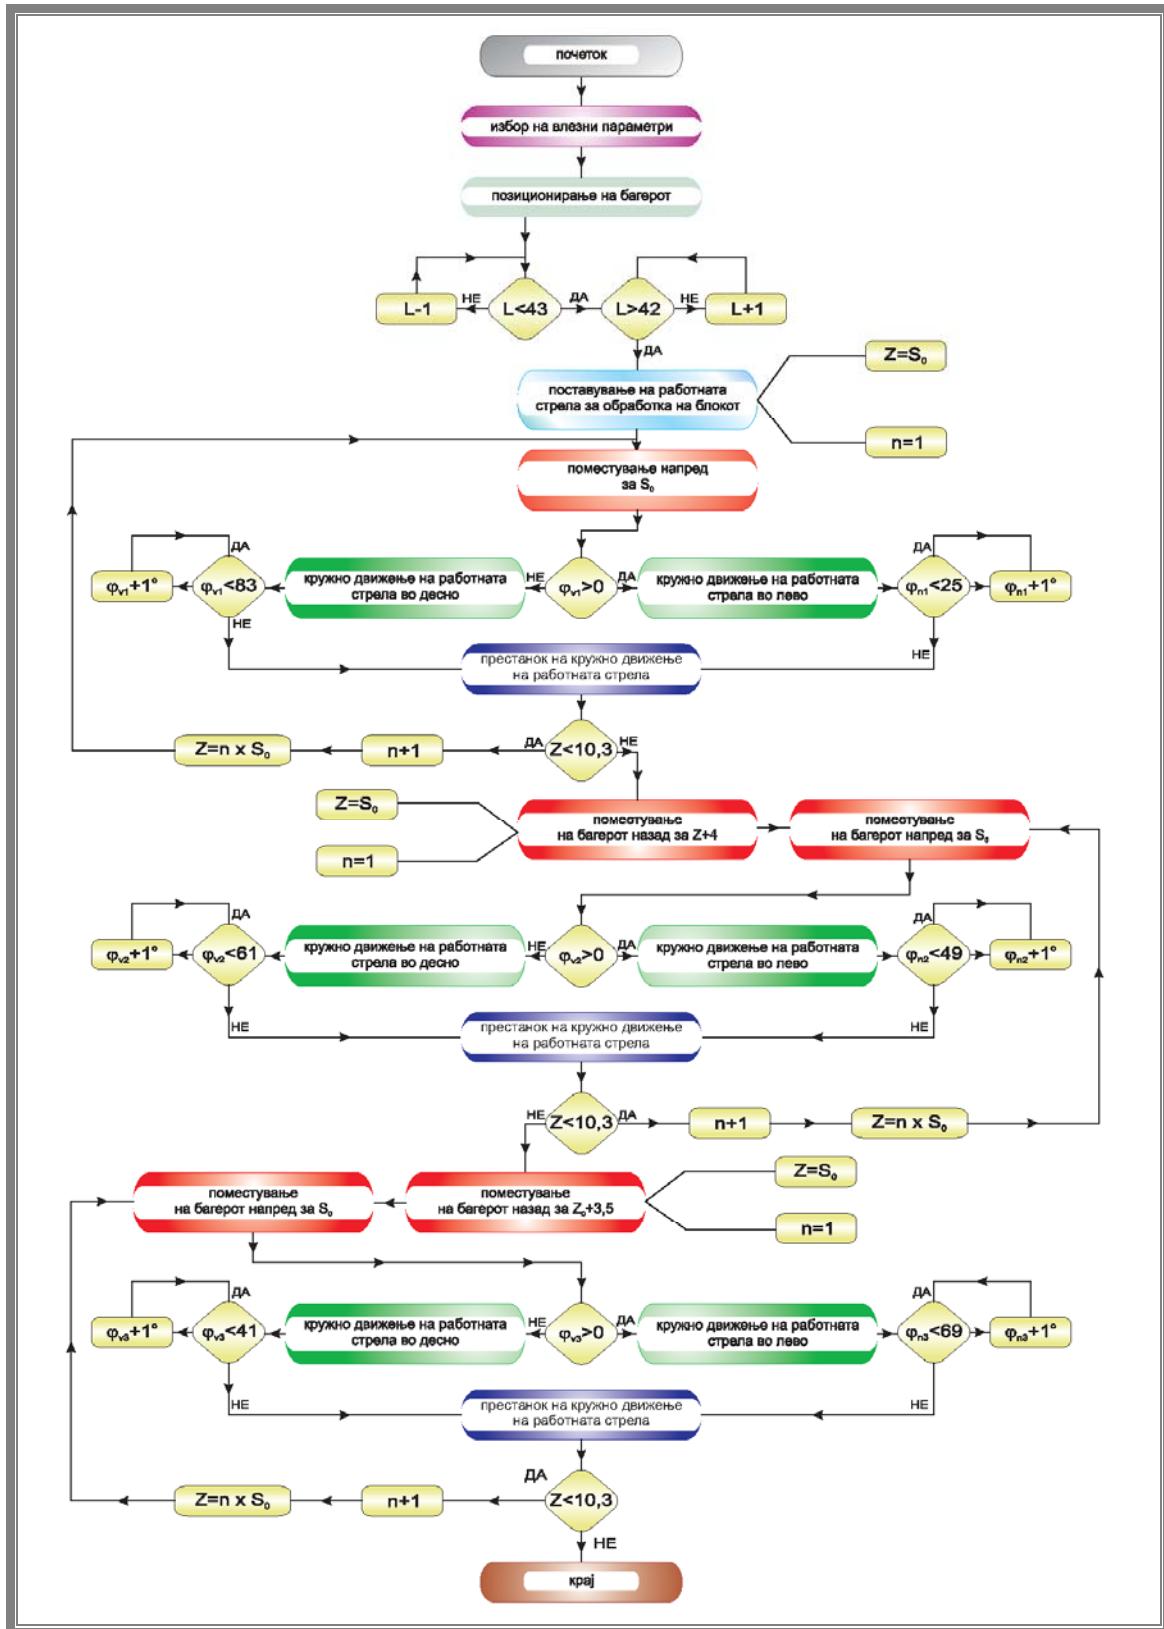 почеток
избор на влезни параметри
позиционирање на багерот
L-1
НЕ
L<43
ДА
L>42
НЕ
L+1
ДА
Z=S₀
поставување на работната
стрела за обработка на блокот
n=1
поместување напред
за S₀
ДА
φᵥ₁+1°
φᵥ₁<83
НЕ
кружно движење на работната
стрела во десно
НЕ
φᵥ₁>0
ДА
кружно движење на работната
стрела во лево
ДА
φₙ₁<25
φₙ₁+1°
НЕ
престанок на кружно движење
на работната стрела
Z=n x S₀
n+1
ДА
Z<10,3
НЕ
Z=S₀
n=1
поместување
на багерот назад за Z+4
поместување
на багерот напред за S₀
ДА
φᵥ₂+1°
φᵥ₂<61
НЕ
кружно движење на работната
стрела во десно
НЕ
φᵥ₂>0
ДА
кружно движење на работната
стрела во лево
ДА
φₙ₂<49
φₙ₂+1°
НЕ
престанок на кружно движење
на работната стрела
НЕ
Z<10,3
ДА
n+1
Z=n x S₀
поместување
на багерот напред за S₀
поместување
на багерот назад за Z₀+3,5
Z=S₀
n=1
ДА
φᵥ₃+1°
φᵥ₃<41
НЕ
кружно движење на работната
стрела во десно
НЕ
φᵥ₃>0
ДА
кружно движење на работната
стрела во лево
ДА
φₙ₃<69
φₙ₃+1°
НЕ
престанок на кружно движење
на работната стрела
Z=n x S₀
n+1
ДА
Z<10,3
НЕ
крај